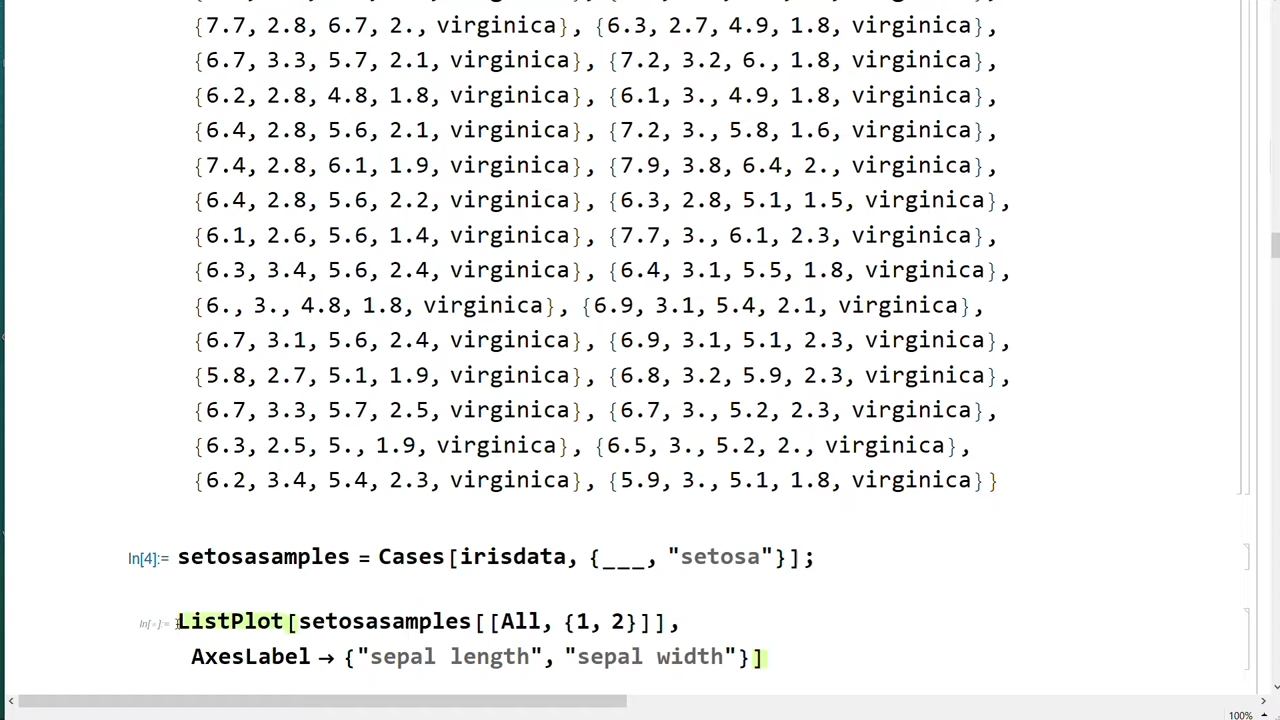 {7.7, 2.8, 6.7, 2., virginica}, {6.3, 2.7, 4.9, 1.8, virginica},
{6.7, 3.3, 5.7, 2.1, virginica}, {7.2, 3.2, 6., 1.8, virginica},
{6.2, 2.8, 4.8, 1.8, virginica}, {6.1, 3., 4.9, 1.8, virginica},
{6.4, 2.8, 5.6, 2.1, virginica}, {7.2, 3., 5.8, 1.6, virginica},
{7.4, 2.8, 6.1, 1.9, virginica}, {7.9, 3.8, 6.4, 2., virginica},
{6.4, 2.8, 5.6, 2.2, virginica}, {6.3, 2.8, 5.1, 1.5, virginica},
{6.1, 2.6, 5.6, 1.4, virginica}, {7.7, 3., 6.1, 2.3, virginica},
{6.3, 3.4, 5.6, 2.4, virginica}, {6.4, 3.1, 5.5, 1.8, virginica},
{6., 3., 4.8, 1.8, virginica}, {6.9, 3.1, 5.4, 2.1, virginica},
{6.7, 3.1, 5.6, 2.4, virginica}, {6.9, 3.1, 5.1, 2.3, virginica},
{5.8, 2.7, 5.1, 1.9, virginica}, {6.8, 3.2, 5.9, 2.3, virginica},
{6.7, 3.3, 5.7, 2.5, virginica}, {6.7, 3., 5.2, 2.3, virginica},
{6.3, 2.5, 5., 1.9, virginica}, {6.5, 3., 5.2, 2., virginica},
{6.2, 3.4, 5.4, 2.3, virginica}, {5.9, 3., 5.1, 1.8, virginica}}
In[4]:= setosasamples = Cases[irisdata, {___, "setosa"}];
In[◦]:= ListPlot[setosasamples[[All, {1, 2}]],
AxesLabel → {"sepal length", "sepal width"}]
100%